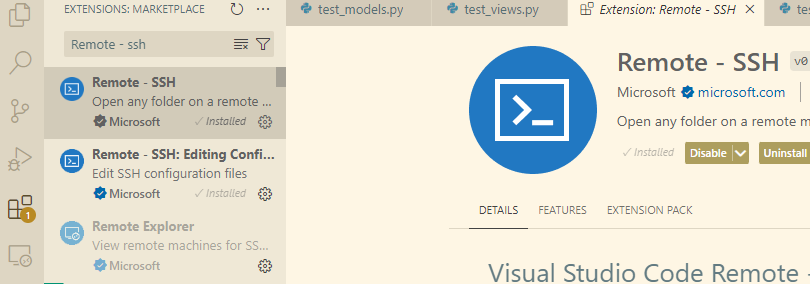 EXTENSIONS: MARKETPLACE
Remote - ssh
Remote - SSH
Open any folder on a remote ...
Microsoft
✓ Installed
Remote - SSH: Editing Confi...
Edit SSH configuration files
Microsoft
✓ Installed
Remote Explorer
View remote machines for SS...
Microsoft
1
test_models.py
test_views.py
Extension: Remote - SSH
te
Remote - SSH
v0
Microsoft
microsoft.com
Open any folder on a remote m
✓ Installed
Disable
Uninstall
DETAILS
FEATURES
EXTENSION PACK
Visual Studio Code Remote -